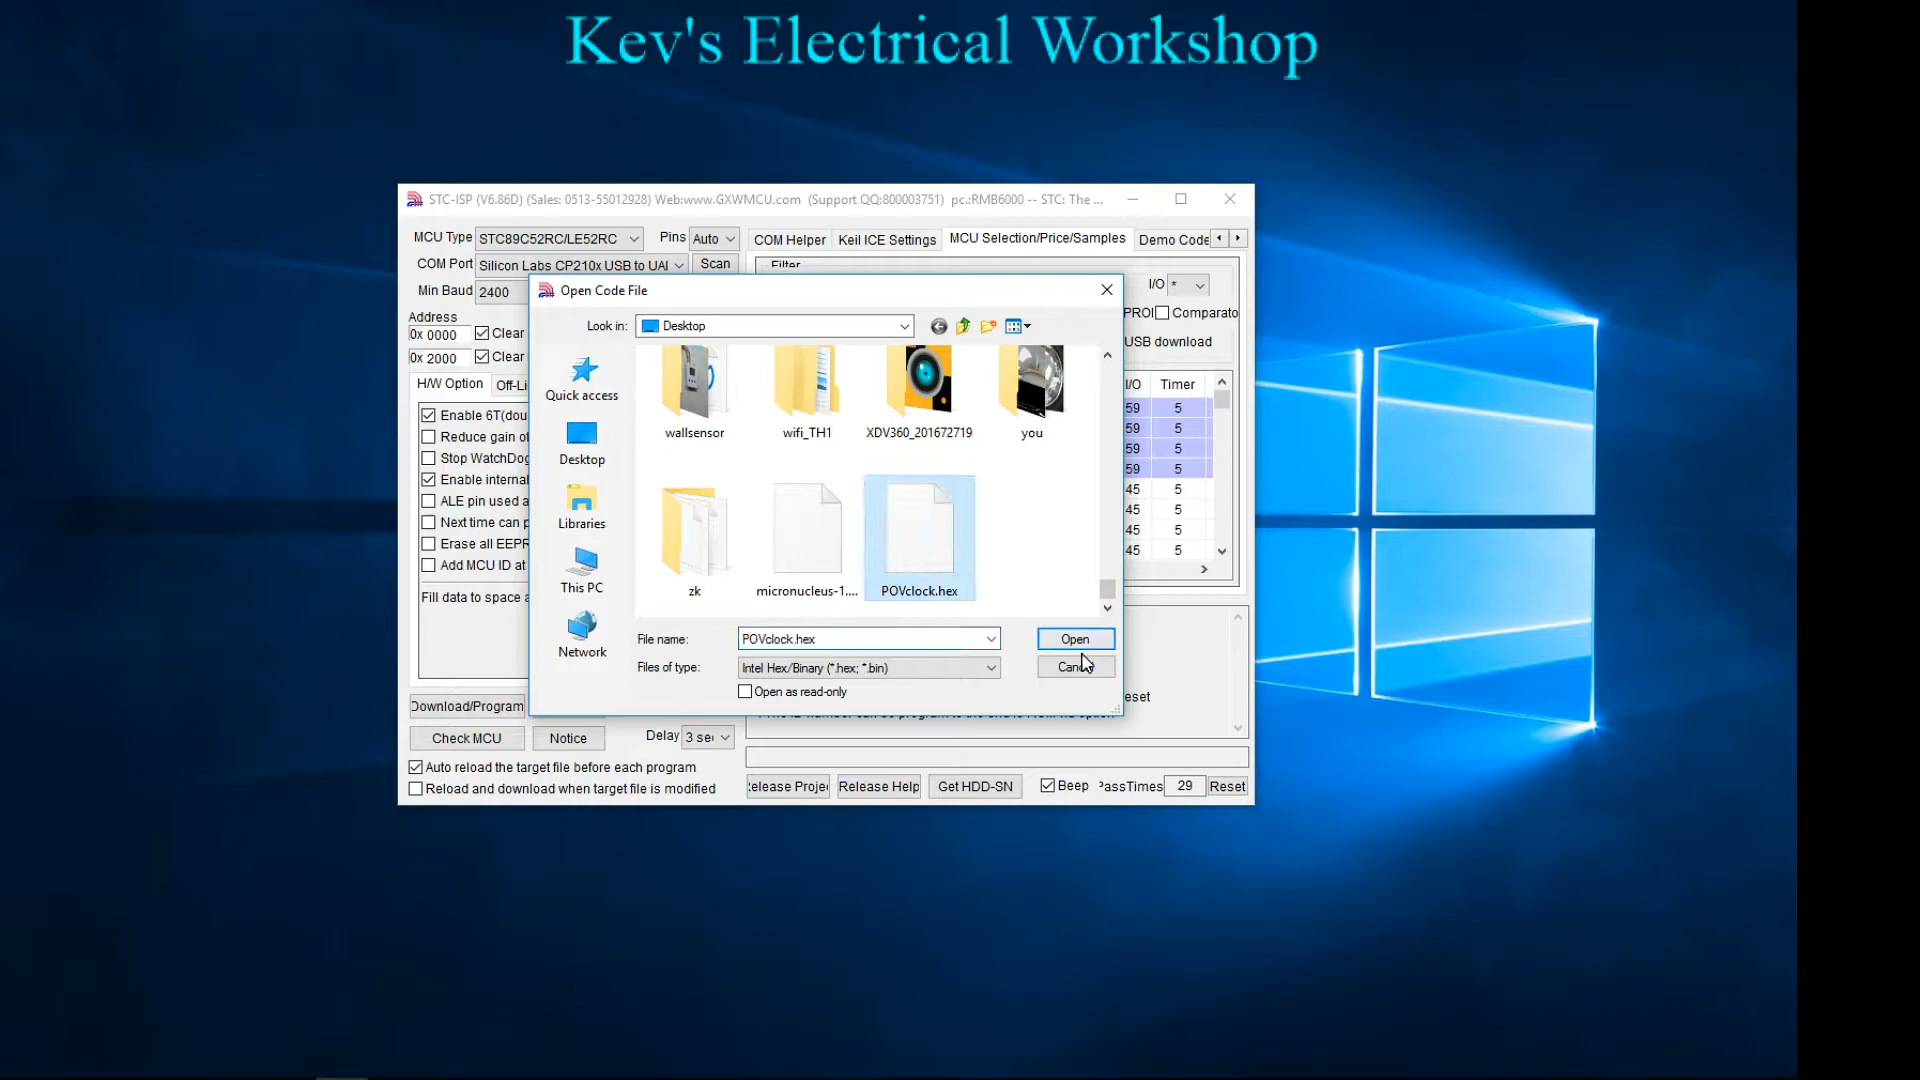 Kev's Electrical Workshop
STC-ISP (V6.86D) (Sales: 0513-55012928) Web:www.GXWMCU.com (Support QQ:800003751) pc.:RMB6000 -- STC: The ...
MCU Type STC89C52RC/LE52RC Pins Auto
COM Helper Keil ICE Settings MCU Selection/Price/Samples Demo Code
COM Port Silicon Labs CP210x USB to UAI Scan
Filter
Min Baud 2400
Open Code File
I/O *
Address
0x 0000 Clear
Look in: Desktop
PROI Comparato
USB download
0x 2000 Clear
H/W Option Off-Li
I/O Timer
Quick access
59 5
59 5
59 5
59 5
45 5
45 5
45 5
45 5
Enable 6T(dou
Reduce gain of
Stop WatchDog
Enable interna
ALE pin used a
Next time can p
Erase all EEPR
Add MCU ID at
Fill data to space a
wallsensor wifi_TH1 XDV360_201672719 you
Desktop
Libraries
This PC
Network
zk micronucleus-1.... POVclock.hex
File name: POVclock.hex Open
Files of type: Intel Hex/Binary (*.hex; *.bin)
Open as read-only
eset
Download/Program
Check MCU Notice Delay 3 sec
Auto reload the target file before each program
Reload and download when target file is modified
Release Help Get HDD-SN Beep PassTimes 29 Reset